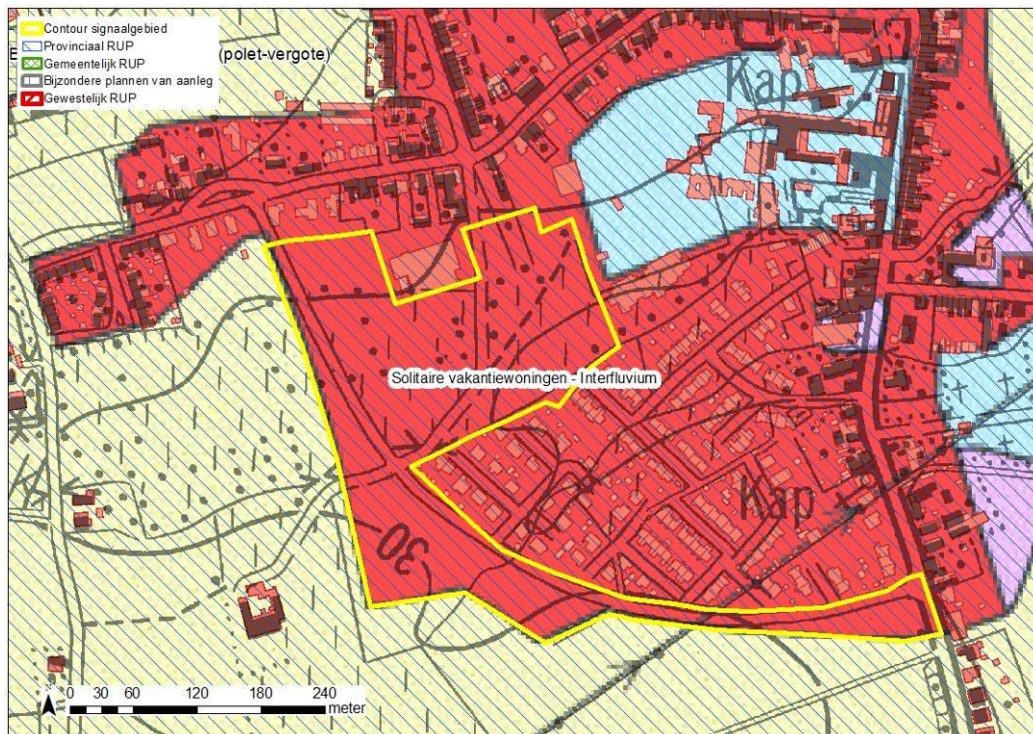 Contour signaalgebied
Provinciaal RUP
Gemeentelijk RUP
Bijzondere plannen van aanleg
Gewestelijk RUP
(polet-vergote)
Kap
Solitaire vakantiewoningen - Interfluvium
Kap
30
0 30 60 120 180 240
meter